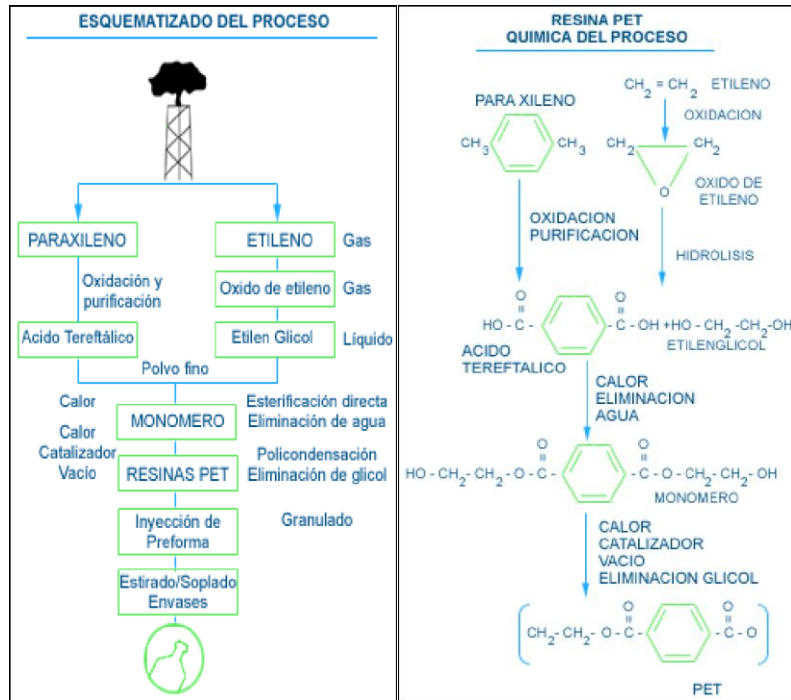 ESQUEMATIZADO DEL PROCESO
PARAXILENO
ETILENO
Gas
Oxidación y
purificación
Oxido de etileno
Gas
Acido Tereftálico
Etilen Glicol
Líquido
Polvo fino
Calor
MONOMERO
Esterificación directa
Eliminación de agua
Calor
Catalizador
Vacío
RESINAS PET
Policondensación
Eliminación de glicol
Inyección de
Preforma
Granulado
Estirado/Soplado
Envases
RESINA PET
QUIMICA DEL PROCESO
PARA XILENO
CH3
CH3
CH2 = CH2 ETILENO
OXIDACION
CH2
CH2
O
OXIDO DE
ETILENO
OXIDACION
PURIFICACION
HIDROLISIS
O
O
HO - C
C - OH +HO - CH2-CH2-OH
ACIDO
TEREFTALICO
ETILENGLICOL
CALOR
ELIMINACION
AGUA
O
O
HO - CH2-CH2-O- C
C - O - CH2-CH2-OH
MONOMERO
CALOR
CATALIZADOR
VACIO
ELIMINACION GLICOL
O
O
CH2-CH2- O - C
C - O
PET